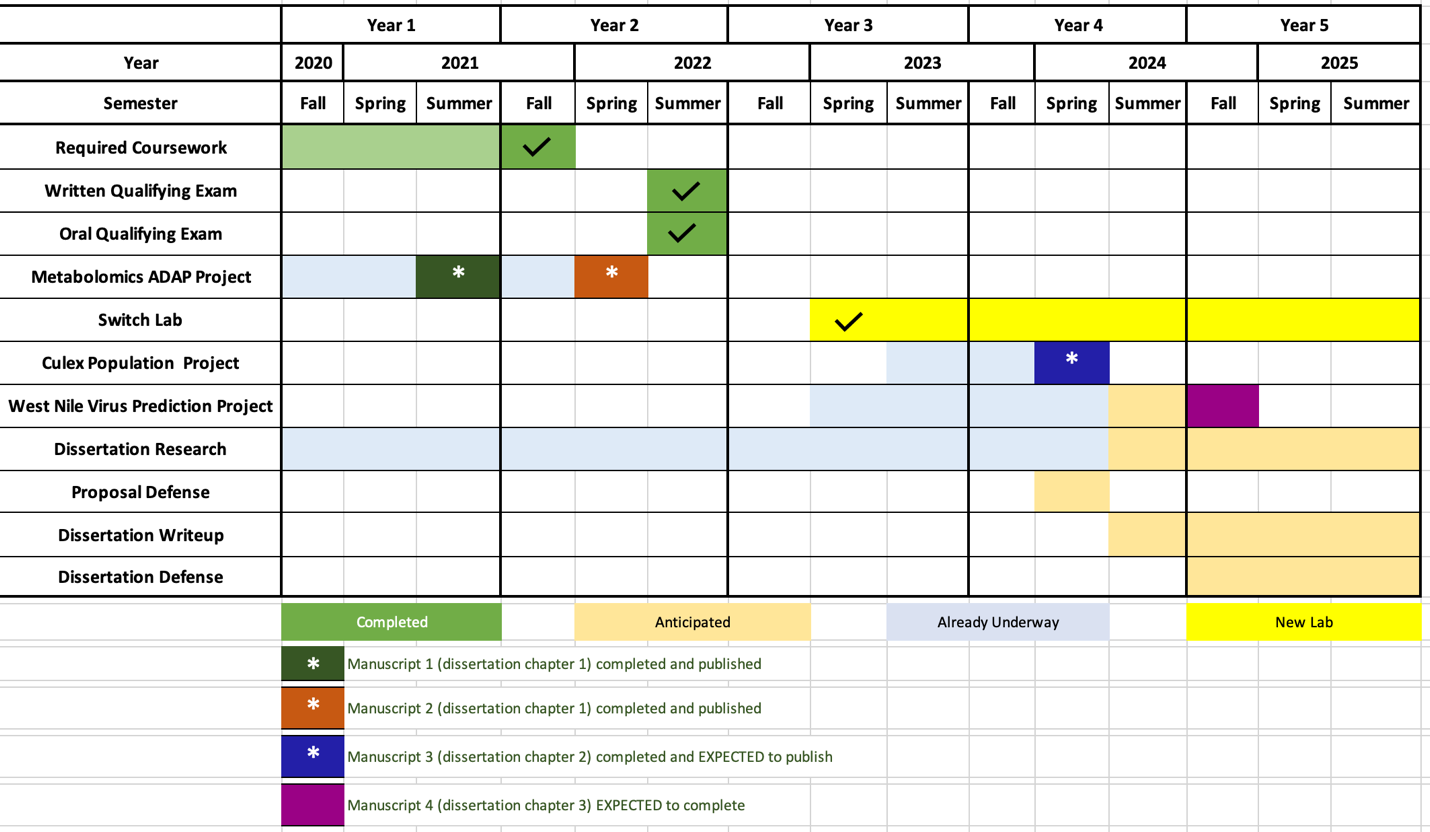 Year 1 Year 2 Year 3 Year 4 Year 5
Year 2020 2021 2022 2023 2024 2025
Semester Fall Spring Summer Fall Spring Summer Fall Spring Summer Fall Spring Summer Fall Spring Summer
Required Coursework ✓
Written Qualifying Exam ✓
Oral Qualifying Exam ✓
Metabolomics ADAP Project * *
Switch Lab ✓
Culex Population Project *
West Nile Virus Prediction Project
Dissertation Research
Proposal Defense
Dissertation Writeup
Dissertation Defense
Completed Anticipated Already Underway New Lab
* Manuscript 1 (dissertation chapter 1) completed and published
* Manuscript 2 (dissertation chapter 1) completed and published
* Manuscript 3 (dissertation chapter 2) completed and EXPECTED to publish
Manuscript 4 (dissertation chapter 3) EXPECTED to complete